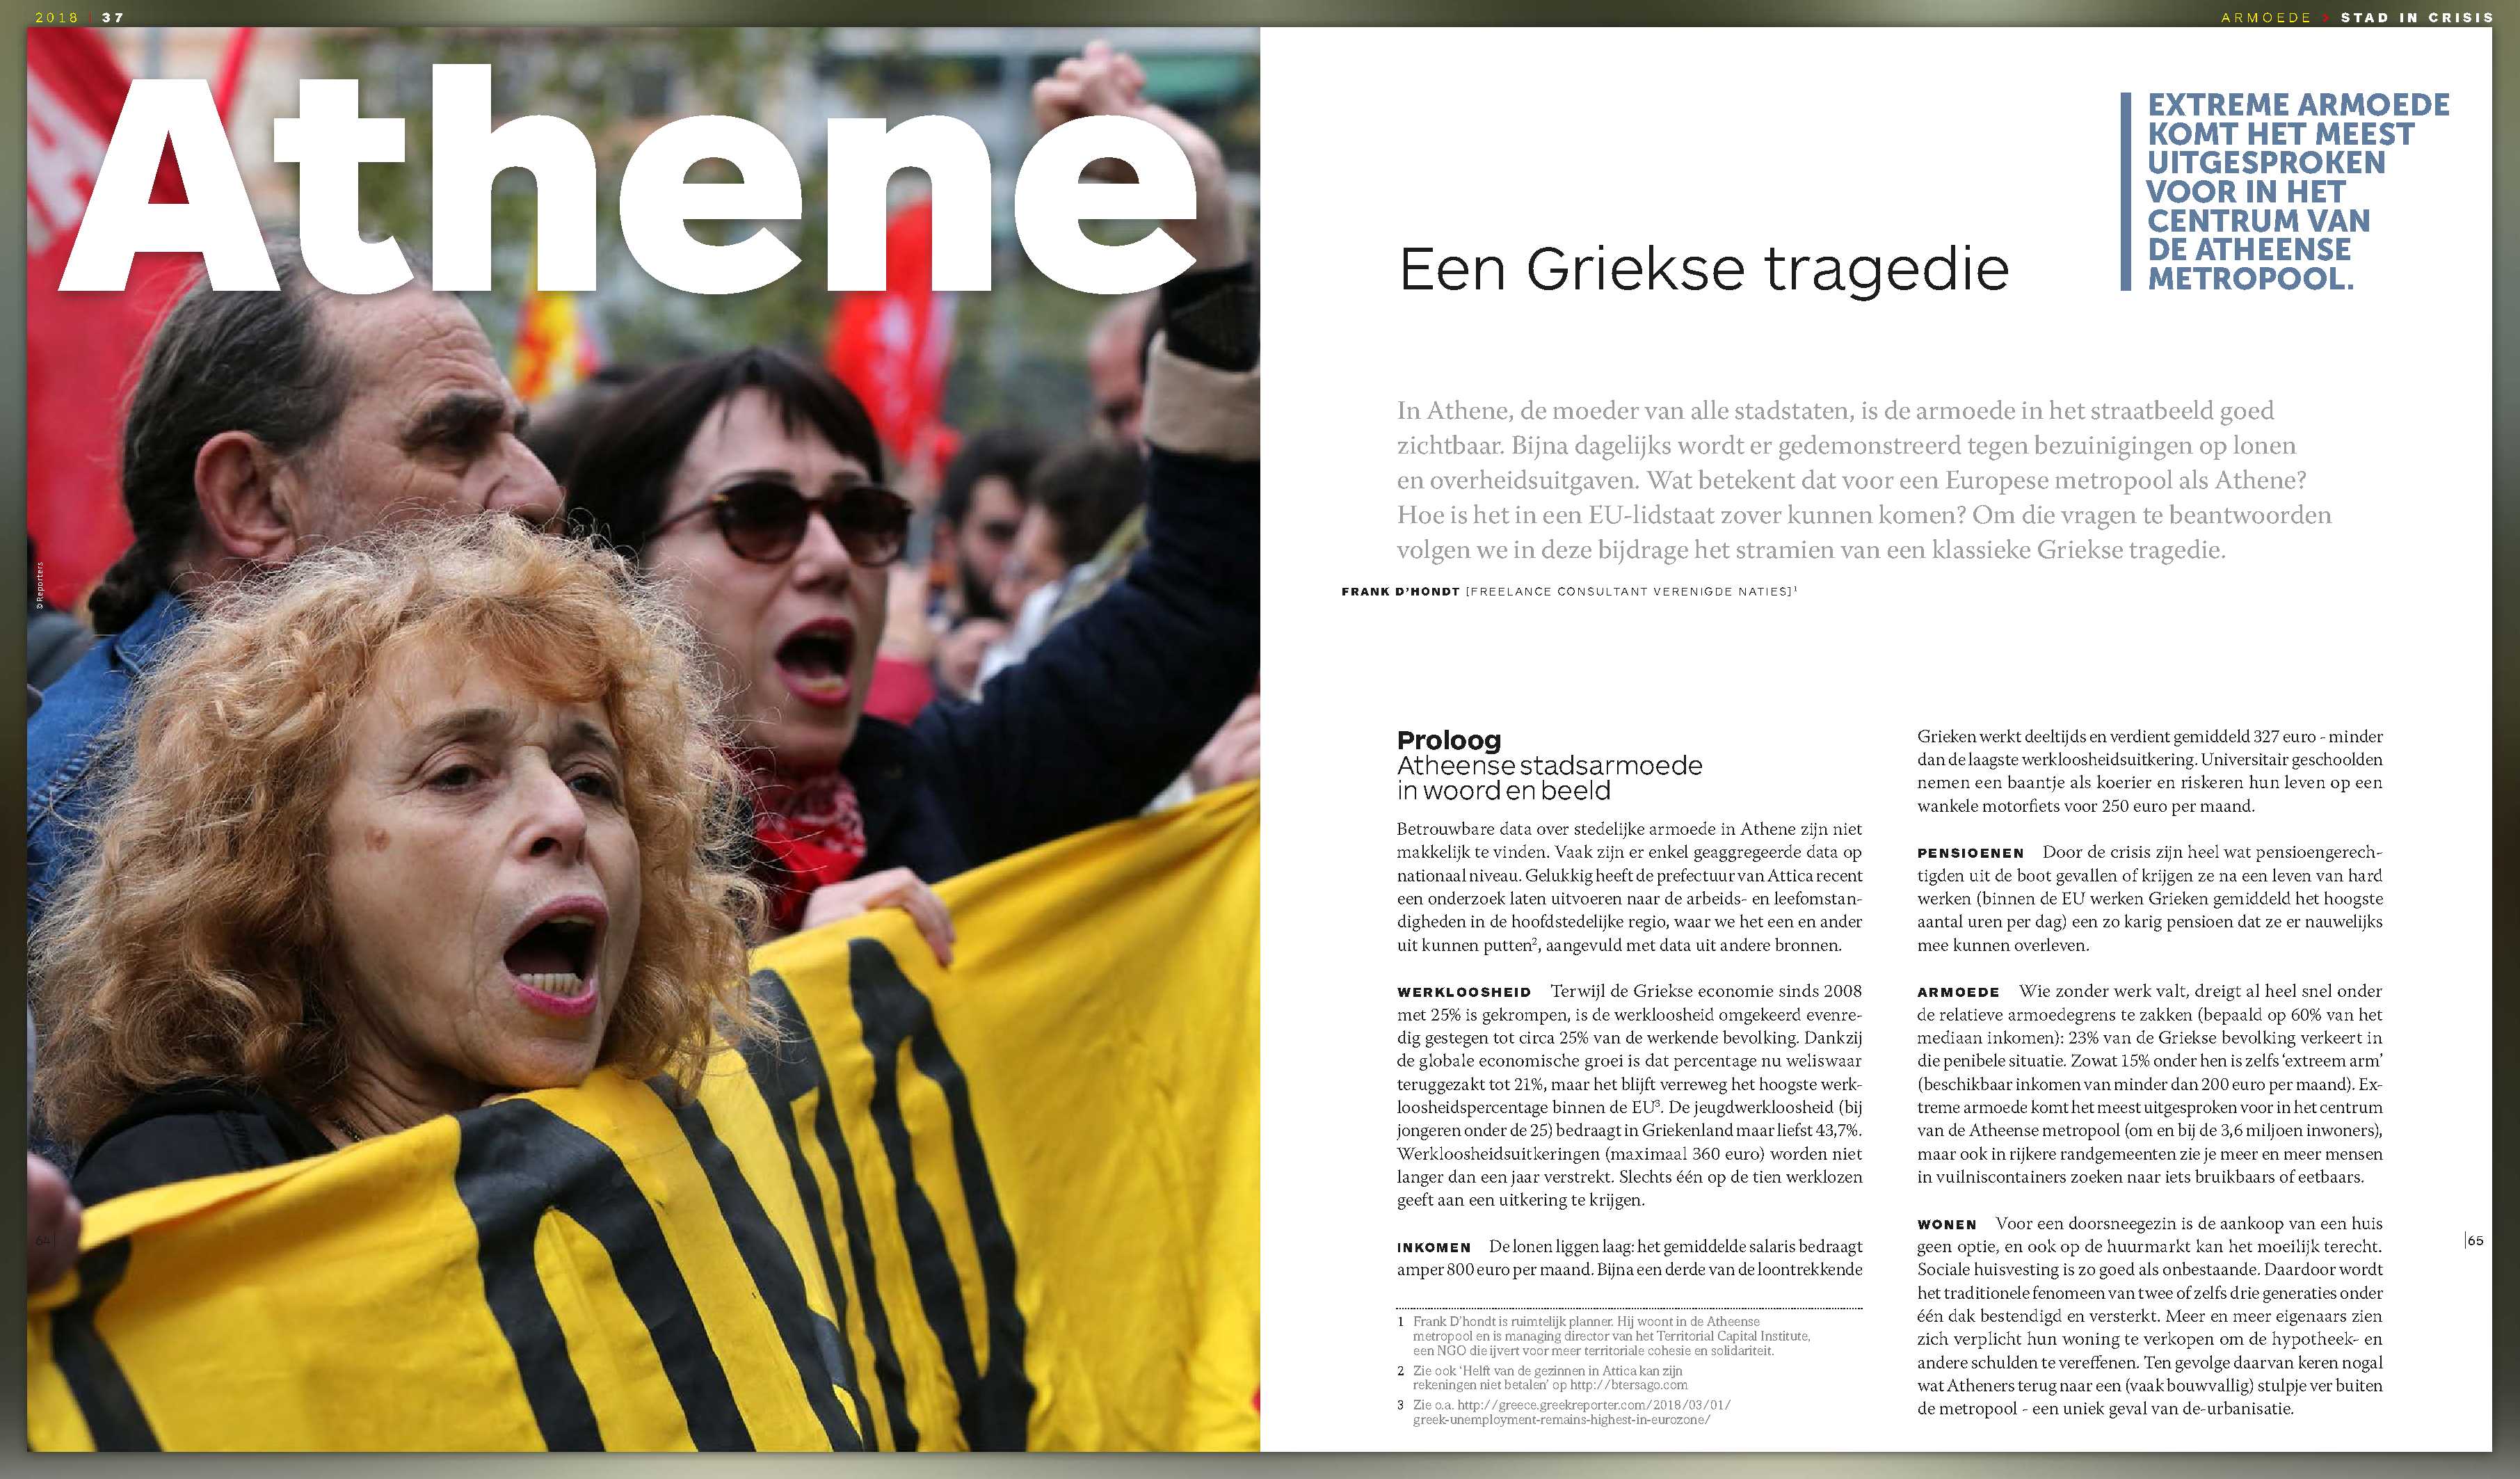 2018 | 37
ARMOEDE > STAD IN CRISIS
Athene
© Reporters
64|
EXTREME ARMOEDE
KOMT HET MEEST
UITGESPROKEN
VOOR IN HET
CENTRUM VAN
DE ATHEENSE
METROPOOL.
Een Griekse tragedie
In Athene, de moeder van alle stadstaten, is de armoede in het straatbeeld goed
zichtbaar. Bijna dagelijks wordt er gedemonstreerd tegen bezuinigingen op lonen
en overheidsuitgaven. Wat betekent dat voor een Europese metropool als Athene?
Hoe is het in een EU-lidstaat zover kunnen komen? Om die vragen te beantwoorden
volgen we in deze bijdrage het stramien van een klassieke Griekse tragedie.
FRANK D'HONDT [FREELANCE CONSULTANT VERENIGDE NATIES]¹
Proloog
Atheense stadsarmoede
in woord en beeld
Betrouwbare data over stedelijke armoede in Athene zijn niet
makkelijk te vinden. Vaak zijn er enkel geaggregeerde data op
nationaal niveau. Gelukkig heeft de prefectuur van Attica recent
een onderzoek laten uitvoeren naar de arbeids- en leefomstan-
digheden in de hoofdstedelijke regio, waar we het een en ander
uit kunnen putten², aangevuld met data uit andere bronnen.
WERKLOOSHEID Terwijl de Griekse economie sinds 2008
met 25% is gekrompen, is de werkloosheid omgekeerd evenre-
dig gestegen tot circa 25% van de werkende bevolking. Dankzij
de globale economische groei is dat percentage nu weliswaar
teruggezakt tot 21%, maar het blijft verreweg het hoogste werk-
loosheidspercentage binnen de EU³. De jeugdwerkloosheid (bij
jongeren onder de 25) bedraagt in Griekenland maar liefst 43,7%.
Werkloosheidsuitkeringen (maximaal 360 euro) worden niet
langer dan een jaar verstrekt. Slechts één op de tien werklozen
geeft aan een uitkering te krijgen.
INKOMEN De lonen liggen laag: het gemiddelde salaris bedraagt
amper 800 euro per maand. Bijna een derde van de loontrekkende
1 Frank D'hondt is ruimtelijk planner. Hij woont in de Atheense
metropool en is managing director van het Territorial Capital Institute,
een NGO die ijvert voor meer territoriale cohesie en solidariteit.
2 Zie ook 'Helft van de gezinnen in Attica kan zijn
rekeningen niet betalen' op http://btersago.com
3 Zie o.a. http://greece.greekreporter.com/2018/03/01/
greek-unemployment-remains-highest-in-eurozone/
Grieken werkt deeltijds en verdient gemiddeld 327 euro - minder
dan de laagste werkloosheidsuitkering. Universitair geschoolden
nemen een baantje als koerier en riskeren hun leven op een
wankele motorfiets voor 250 euro per maand.
PENSIOENEN Door de crisis zijn heel wat pensioengerech-
tigden uit de boot gevallen of krijgen ze na een leven van hard
werken (binnen de EU werken Grieken gemiddeld het hoogste
aantal uren per dag) een zo karig pensioen dat ze er nauwelijks
mee kunnen overleven.
ARMOEDE Wie zonder werk valt, dreigt al heel snel onder
de relatieve armoedegrens te zakken (bepaald op 60% van het
mediaan inkomen): 23% van de Griekse bevolking verkeert in
die penibele situatie. Zowat 15% onder hen is zelfs 'extreem arm'
(beschikbaar inkomen van minder dan 200 euro per maand). Ex-
treme armoede komt het meest uitgesproken voor in het centrum
van de Atheense metropool (om en bij de 3,6 miljoen inwoners),
maar ook in rijkere randgemeenten zie je meer en meer mensen
in vuilniscontainers zoeken naar iets bruikbaars of eetbaars.
WONEN Voor een doorsneegezin is de aankoop van een huis
geen optie, en ook op de huurmarkt kan het moeilijk terecht.
Sociale huisvesting is zo goed als onbestaande. Daardoor wordt
het traditionele fenomeen van twee of zelfs drie generaties onder
één dak bestendigd en versterkt. Meer en meer eigenaars zien
zich verplicht hun woning te verkopen om de hypotheek- en
andere schulden te vereffenen. Ten gevolge daarvan keren nogal
wat Atheners terug naar een (vaak bouwvallig) stulpje ver buiten
de metropool - een uniek geval van de-urbanisatie.
|65